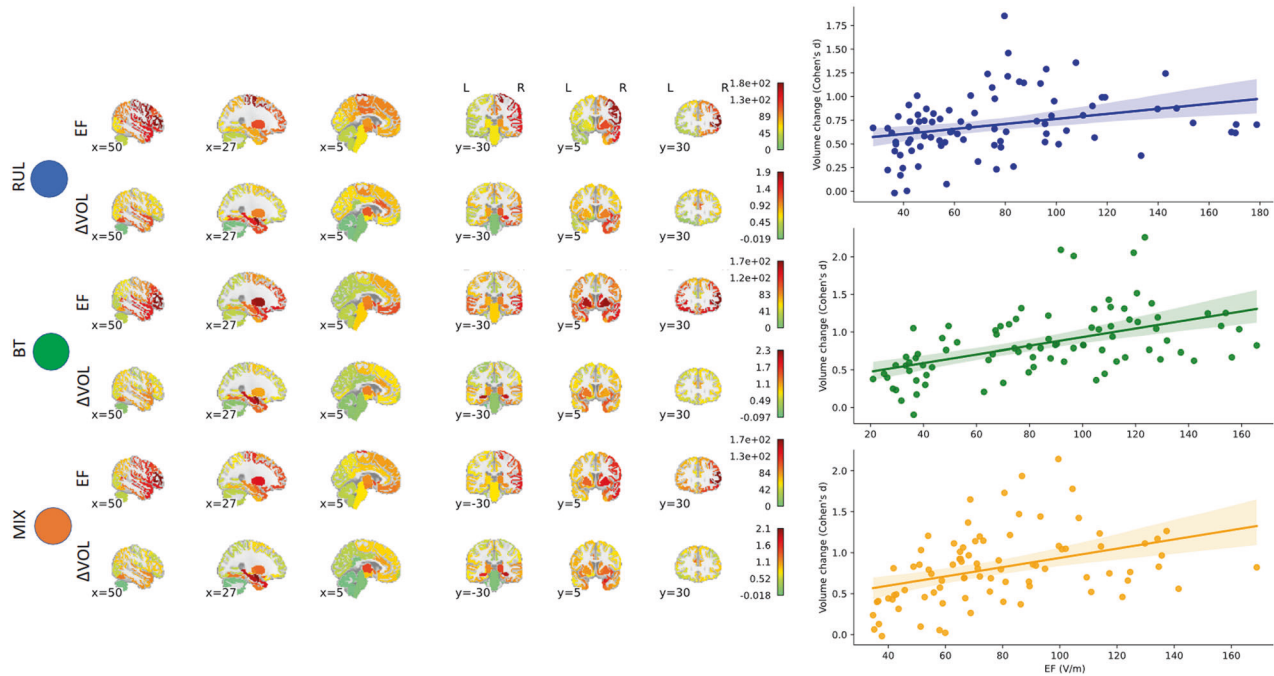 RUL
EF
x=50
x=27
x=5
L R
y=-30
L R
y=5
L R
y=30
1.8e+02
1.3e+02
89
45
0
ΔVOL
x=50
x=27
x=5
y=-30
y=5
y=30
1.9
1.4
0.92
0.45
-0.019
BT
EF
x=50
x=27
x=5
y=-30
y=5
y=30
1.7e+02
1.2e+02
83
41
0
ΔVOL
x=50
x=27
x=5
y=-30
y=5
y=30
2.3
1.7
1.1
0.49
-0.097
MIX
EF
x=50
x=27
x=5
y=-30
y=5
y=30
1.7e+02
1.3e+02
84
42
0
ΔVOL
x=50
x=27
x=5
y=-30
y=5
y=30
2.1
1.6
1.1
0.52
-0.018
Volume change (Cohen's d)
1.75
1.50
1.25
1.00
0.75
0.50
0.25
0.00
40 60 80 100 120 140 160 180
Volume change (Cohen's d)
2.0
1.5
1.0
0.5
0.0
20 40 60 80 100 120 140 160
Volume change (Cohen's d)
2.0
1.5
1.0
0.5
0.0
40 60 80 100 120 140 160
EF (V/m)